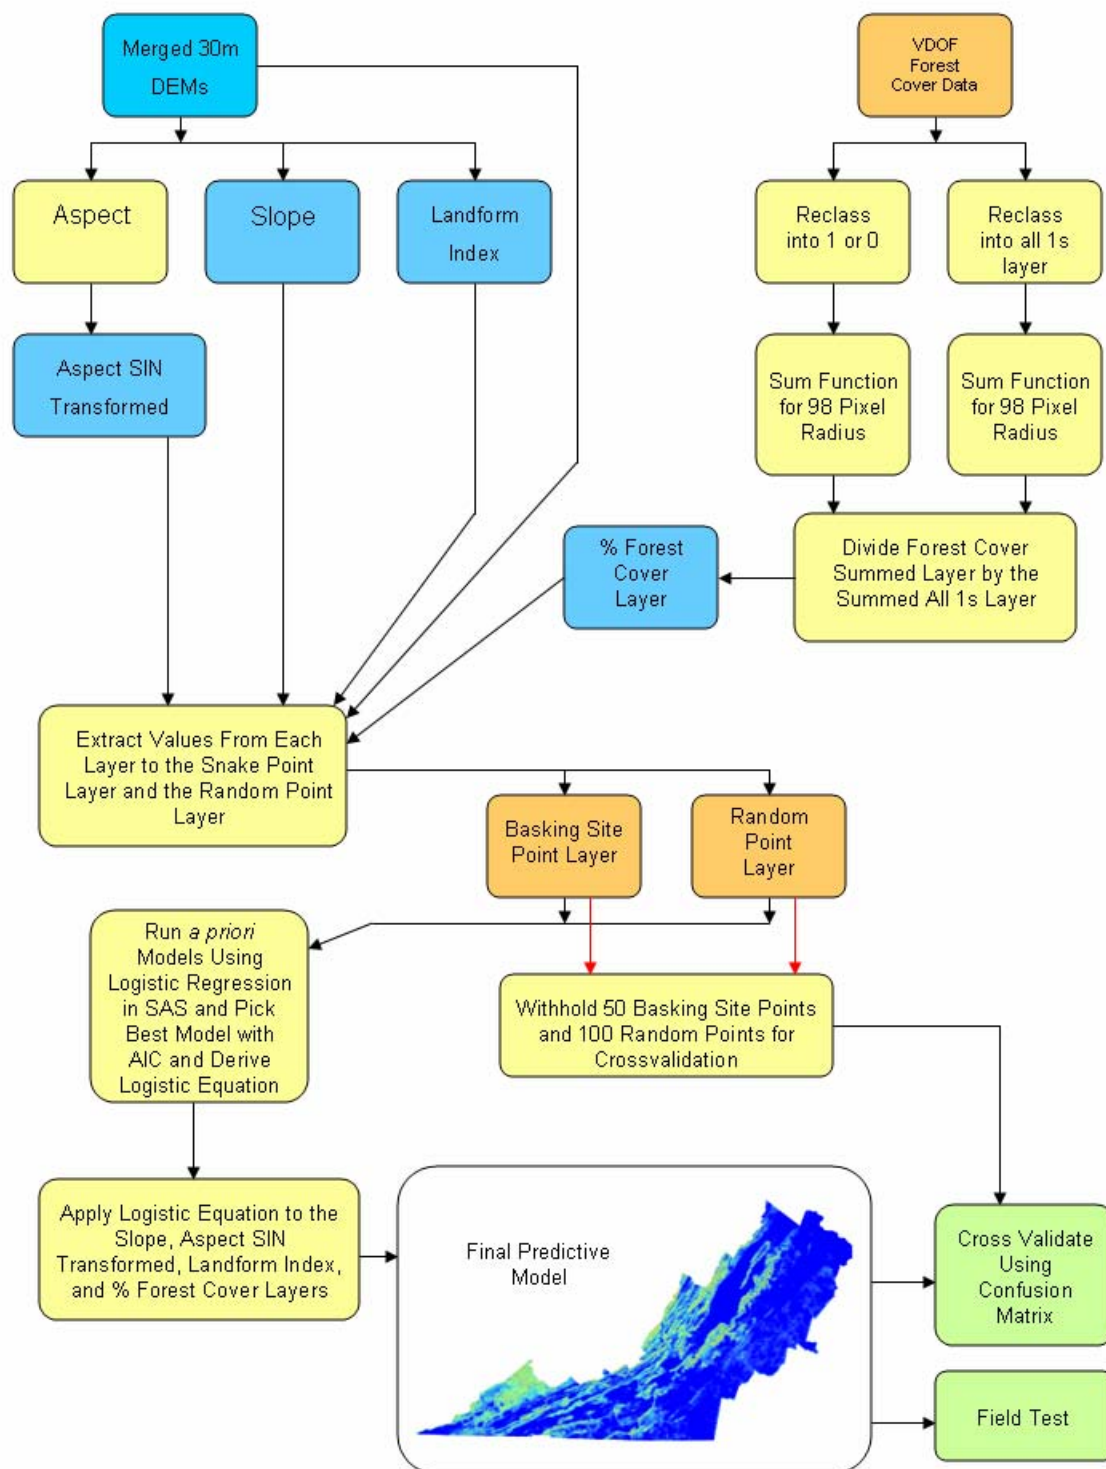 Merged 30m
DEMs
VDOF
Forest
Cover Data
Aspect
Slope
Landform
Index
Reclass
into 1 or 0
Reclass
into all 1s
layer
Aspect SIN
Transformed
Sum Function
for 98 Pixel
Radius
Sum Function
for 98 Pixel
Radius
% Forest
Cover
Layer
Divide Forest Cover
Summed Layer by the
Summed All 1s Layer
Extract Values From Each
Layer to the Snake Point
Layer and the Random Point
Layer
Basking Site
Point Layer
Random
Point
Layer
Run a priori
Models Using
Logistic Regression
in SAS and Pick
Best Model with
AIC and Derive
Logistic Equation
Withhold 50 Basking Site Points
and 100 Random Points for
Crossvalidation
Apply Logistic Equation to the
Slope, Aspect SIN
Transformed, Landform Index,
and % Forest Cover Layers
Final Predictive
Model
Cross Validate
Using
Confusion
Matrix
Field Test